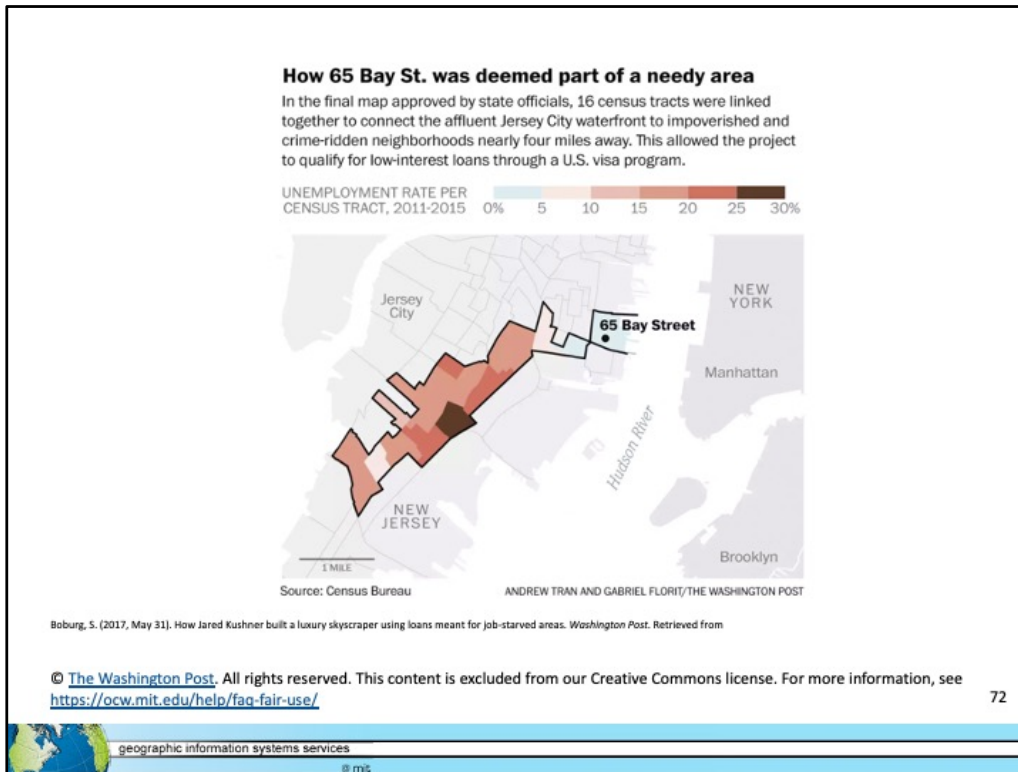 How 65 Bay St. was deemed part of a needy area
In the final map approved by state officials, 16 census tracts were linked
together to connect the affluent Jersey City waterfront to impoverished and
crime-ridden neighborhoods nearly four miles away. This allowed the project
to qualify for low-interest loans through a U.S. visa program.
UNEMPLOYMENT RATE PER
CENSUS TRACT, 2011-2015 0% 5 10 15 20 25 30%
Jersey
City
NEW
YORK
65 Bay Street
Manhattan
Hudson River
NEW
JERSEY
Brooklyn
1 MILE
Source: Census Bureau ANDREW TRAN AND GABRIEL FLORIT/THE WASHINGTON POST
Boburg, S. (2017, May 31). How Jared Kushner built a luxury skyscraper using loans meant for job-starved areas. Washington Post. Retrieved from
© The Washington Post. All rights reserved. This content is excluded from our Creative Commons license. For more information, see
https://ocw.mit.edu/help/faq-fair-use/
72
geographic information systems services
@ mit